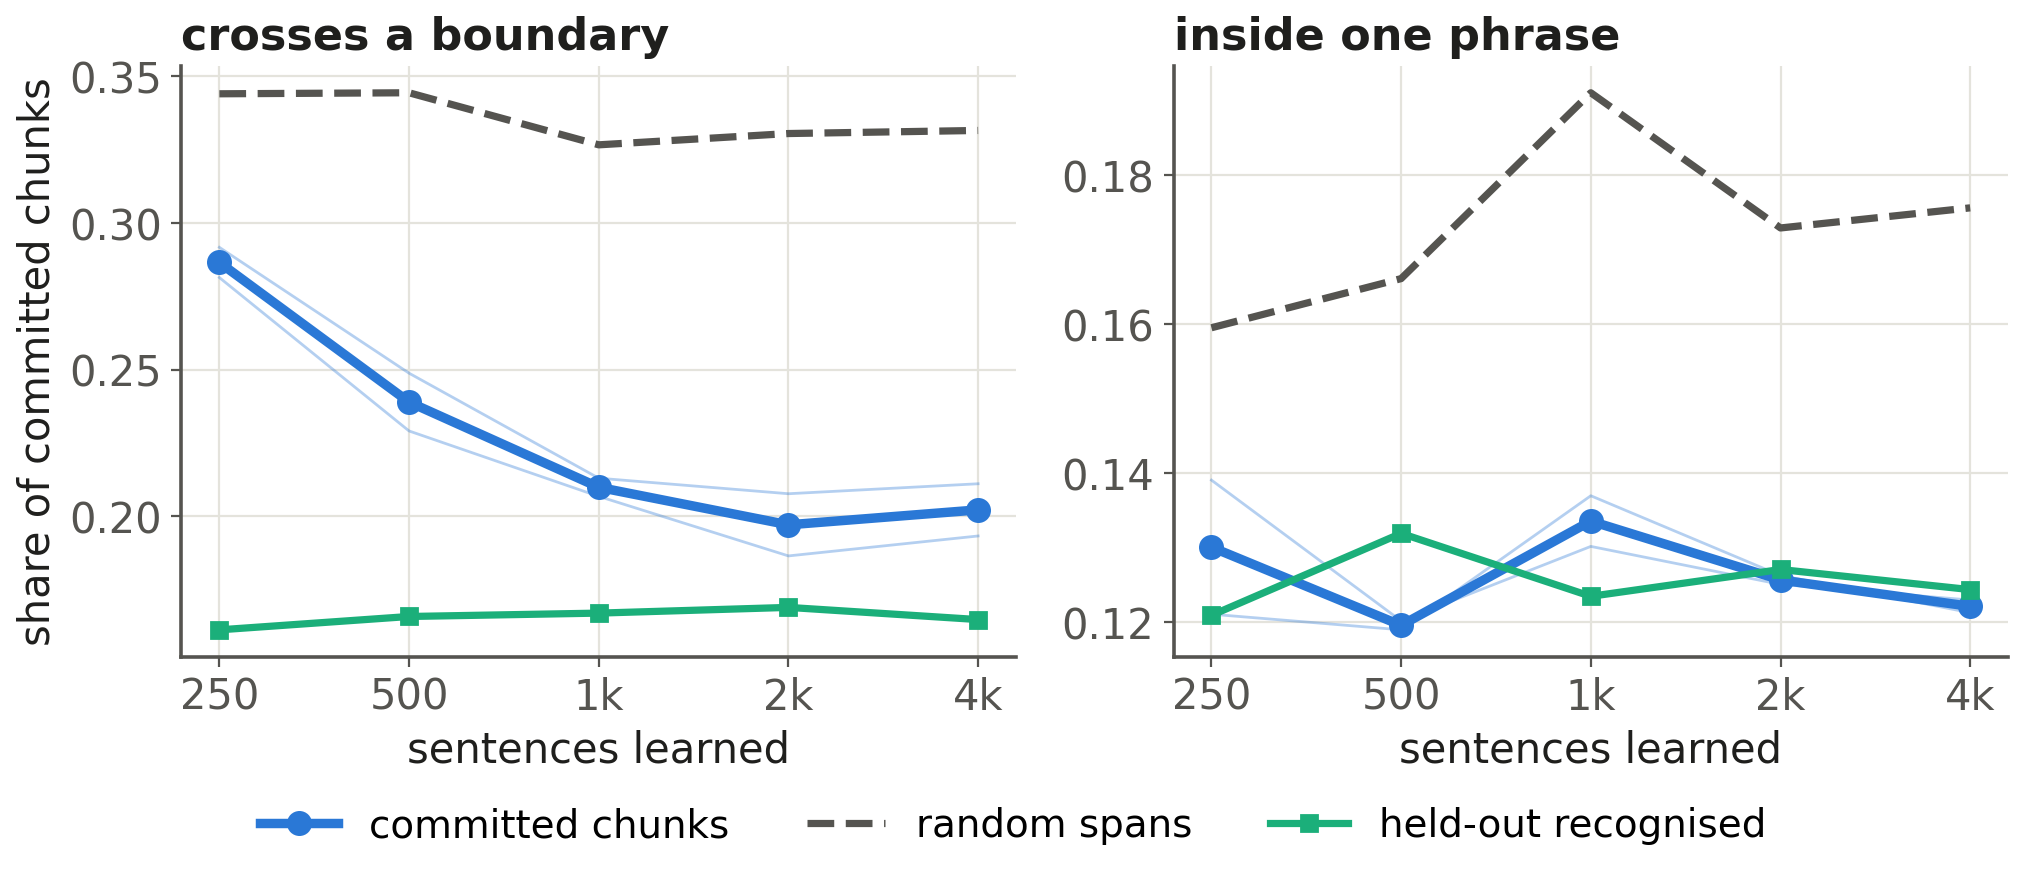 crosses a boundary
inside one phrase
share of committed chunks
0.35
0.30
0.25
0.20
0.18
0.16
0.14
0.12
250 500 1k 2k 4k
250 500 1k 2k 4k
sentences learned
sentences learned
committed chunks
random spans
held-out recognised